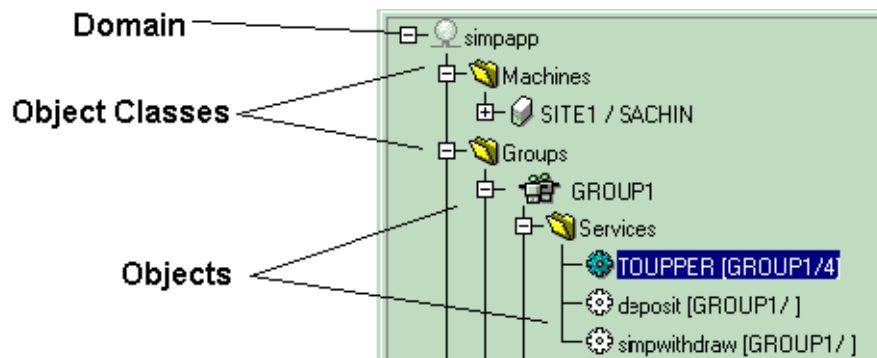 Domain
simpapp
Machines
Object Classes
SITE1 / SACHIN
Groups
GROUP1
Services
Objects
TOUPPER [GROUP1/4]
deposit [GROUP1/ ]
simpwithdraw [GROUP1/ ]